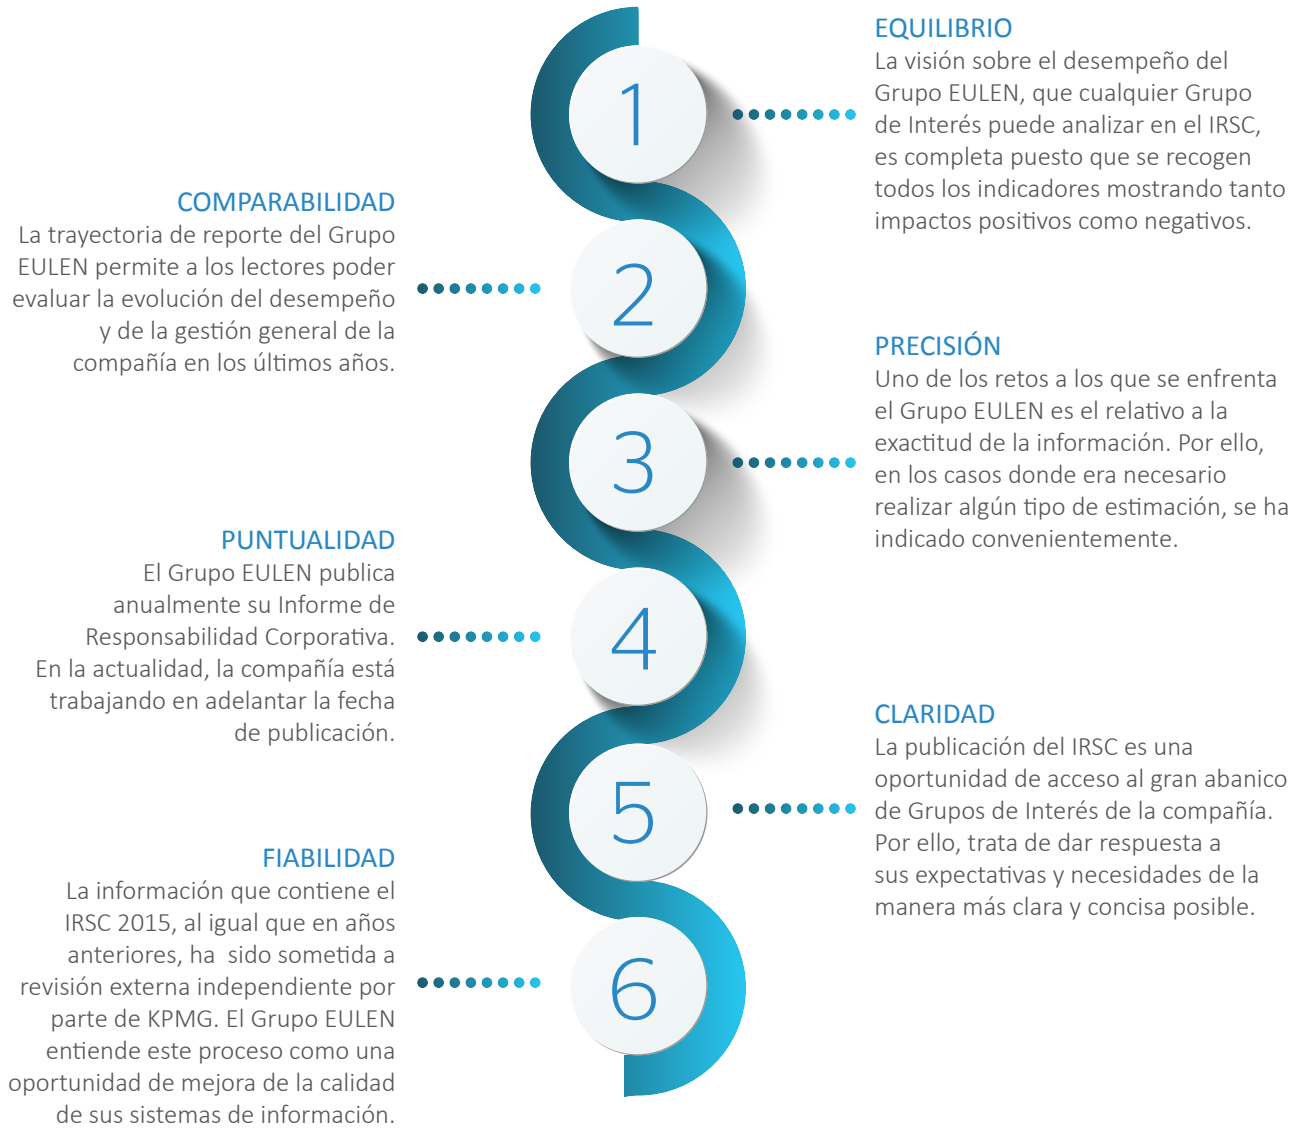 1
EQUILIBRIO
La visión sobre el desempeño del
Grupo EULEN, que cualquier Grupo
de Interés puede analizar en el IRSC,
es completa puesto que se recogen
todos los indicadores mostrando tanto
impactos positivos como negativos.
2
COMPARABILIDAD
La trayectoria de reporte del Grupo
EULEN permite a los lectores poder
evaluar la evolución del desempeño
y de la gestión general de la
compañía en los últimos años.
3
PRECISIÓN
Uno de los retos a los que se enfrenta
el Grupo EULEN es el relativo a la
exactitud de la información. Por ello,
en los casos donde era necesario
realizar algún tipo de estimación, se ha
indicado convenientemente.
4
PUNTUALIDAD
El Grupo EULEN publica
anualmente su Informe de
Responsabilidad Corporativa.
En la actualidad, la compañía está
trabajando en adelantar la fecha
de publicación.
5
CLARIDAD
La publicación del IRSC es una
oportunidad de acceso al gran abanico
de Grupos de Interés de la compañía.
Por ello, trata de dar respuesta a
sus expectativas y necesidades de la
manera más clara y concisa posible.
6
FIABILIDAD
La información que contiene el
IRSC 2015, al igual que en años
anteriores, ha  sido sometida a
revisión externa independiente por
parte de KPMG. El Grupo EULEN
entiende este proceso como una
oportunidad de mejora de la calidad
de sus sistemas de información.